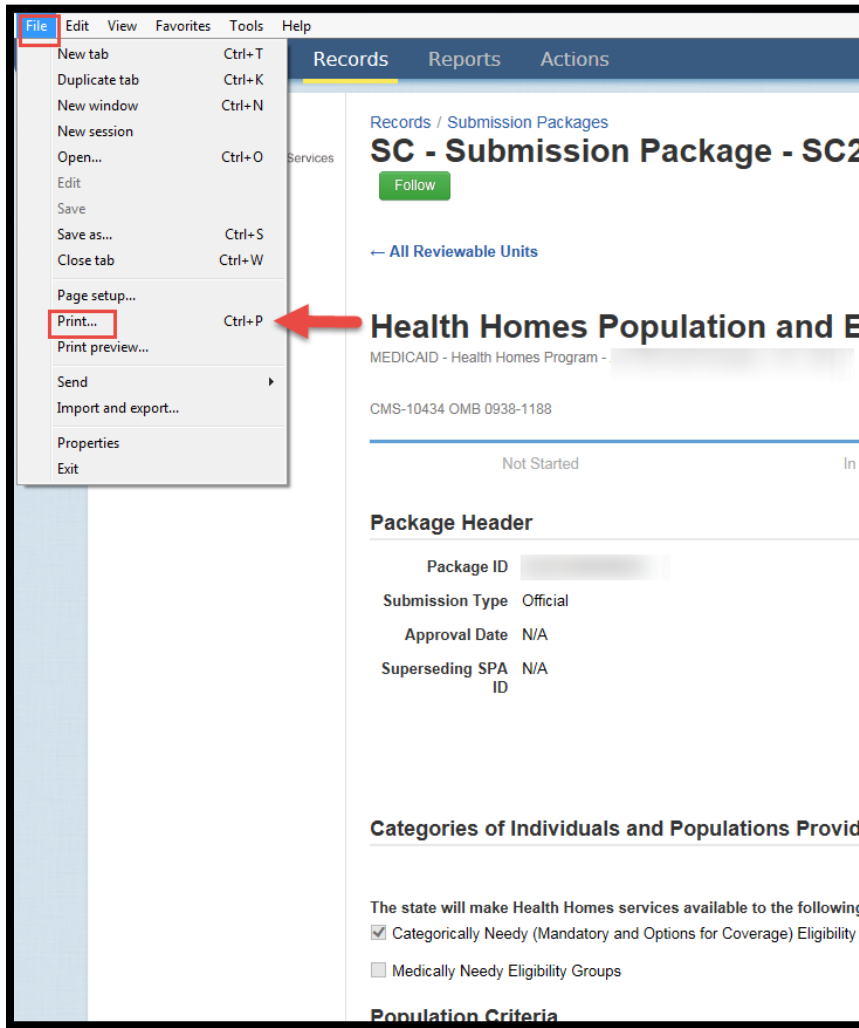 File Edit View Favorites Tools Help
New tab Ctrl+T
Duplicate tab Ctrl+K
New window Ctrl+N
New session
Open... Ctrl+O
Edit
Save
Save as... Ctrl+S
Close tab Ctrl+W
Page setup...
Print... Ctrl+P
Print preview...
Send
Import and export...
Properties
Exit
Records Reports Actions
Services
Records / Submission Packages
SC - Submission Package - SC2
Follow
← All Reviewable Units
Health Homes Population and E
MEDICAID - Health Homes Program -
CMS-10434 OMB 0938-1188
Not Started In
Package Header
Package ID
Submission Type Official
Approval Date N/A
Superseding SPA N/A
ID
Categories of Individuals and Populations Provid
The state will make Health Homes services available to the following
Categorically Needy (Mandatory and Options for Coverage) Eligibility
Medically Needy Eligibility Groups
Population Criteria